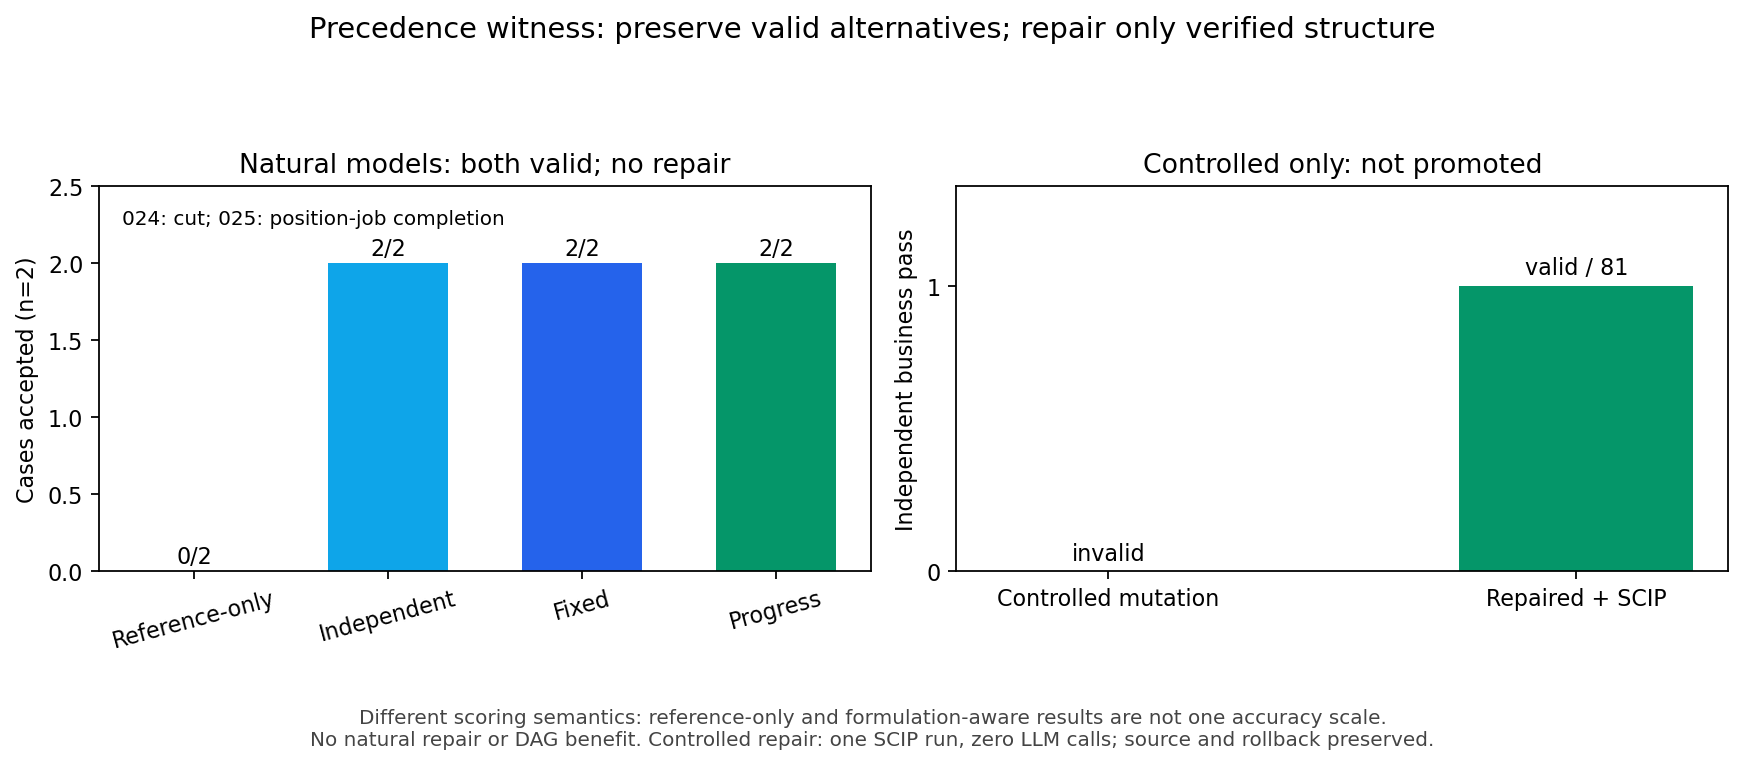 Precedence witness: preserve valid alternatives; repair only verified structure
Natural models: both valid; no repair
Cases accepted (n=2)
2.5
2.0
1.5
1.0
0.5
0.0
024: cut; 025: position-job completion
0/2
2/2
2/2
2/2
Reference-only
Independent
Fixed
Progress
Controlled only: not promoted
Independent business pass
1
0
invalid
valid / 81
Controlled mutation
Repaired + SCIP
Different scoring semantics: reference-only and formulation-aware results are not one accuracy scale.
No natural repair or DAG benefit. Controlled repair: one SCIP run, zero LLM calls; source and rollback preserved.